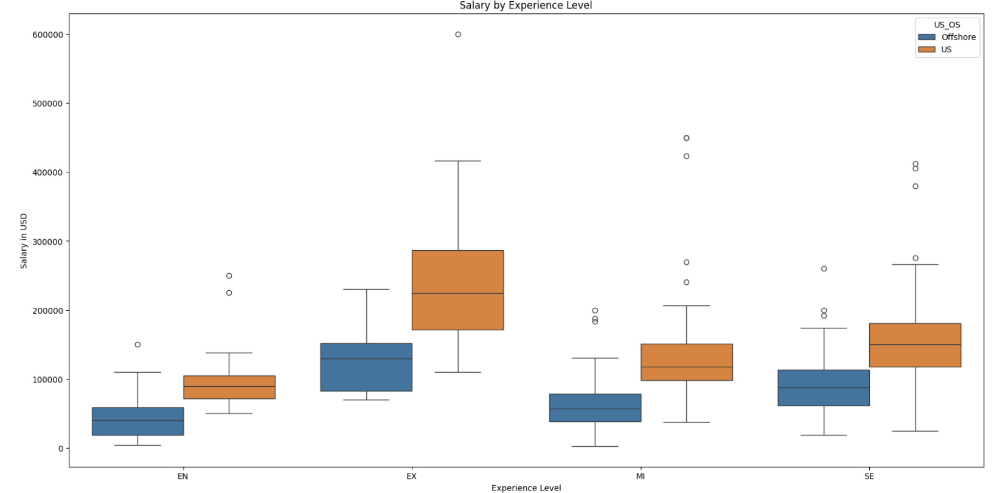 Salary by Experience Level
US_OS
Offshore
US
600000
500000
400000
300000
200000
100000
0
Salary in USD
EN
EX
MI
SE
Experience Level